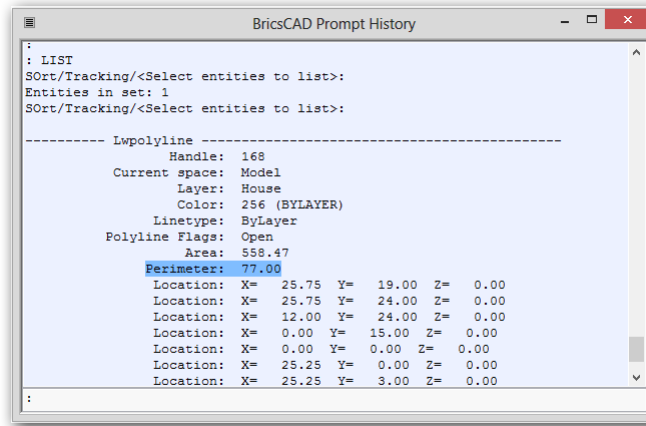 BricsCAD Prompt History
:
: LIST
SOrt/Tracking/<Select entities to list>:
Entities in set: 1
SOrt/Tracking/<Select entities to list>:
---------- Lwpolyline ---------------------------------------------
Handle: 168
Current space: Model
Layer: House
Color: 256 (BYLAYER)
Linetype: ByLayer
Polyline Flags: Open
Area: 558.47
Perimeter: 77.00
Location: X= 25.75 Y= 19.00 Z= 0.00
Location: X= 25.75 Y= 24.00 Z= 0.00
Location: X= 12.00 Y= 24.00 Z= 0.00
Location: X= 0.00 Y= 15.00 Z= 0.00
Location: X= 0.00 Y= 0.00 Z= 0.00
Location: X= 25.25 Y= 0.00 Z= 0.00
Location: X= 25.25 Y= 3.00 Z= 0.00
: